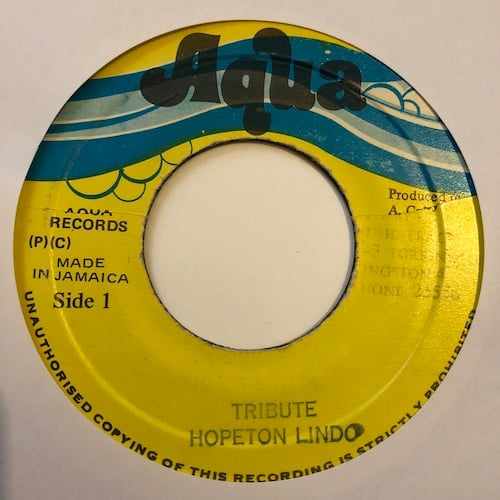 Aqua
Produced
A.
AQUA
RECORDS
(P)(C)
MADE
IN JAMAICA
Side 1
TRIBUTE
HOPETON LINDO
UNAUTHORISED COPYING OF THIS RECORDING IS STRICTLY PROHIBITED